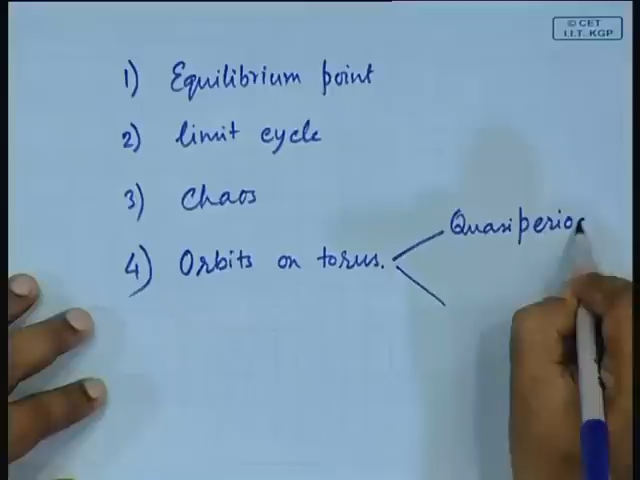 © CET
I.I.T. KGP
1) Equilibrium point
2) limit cycle
3) Chaos
4) Orbits on torus.
Quasiperio